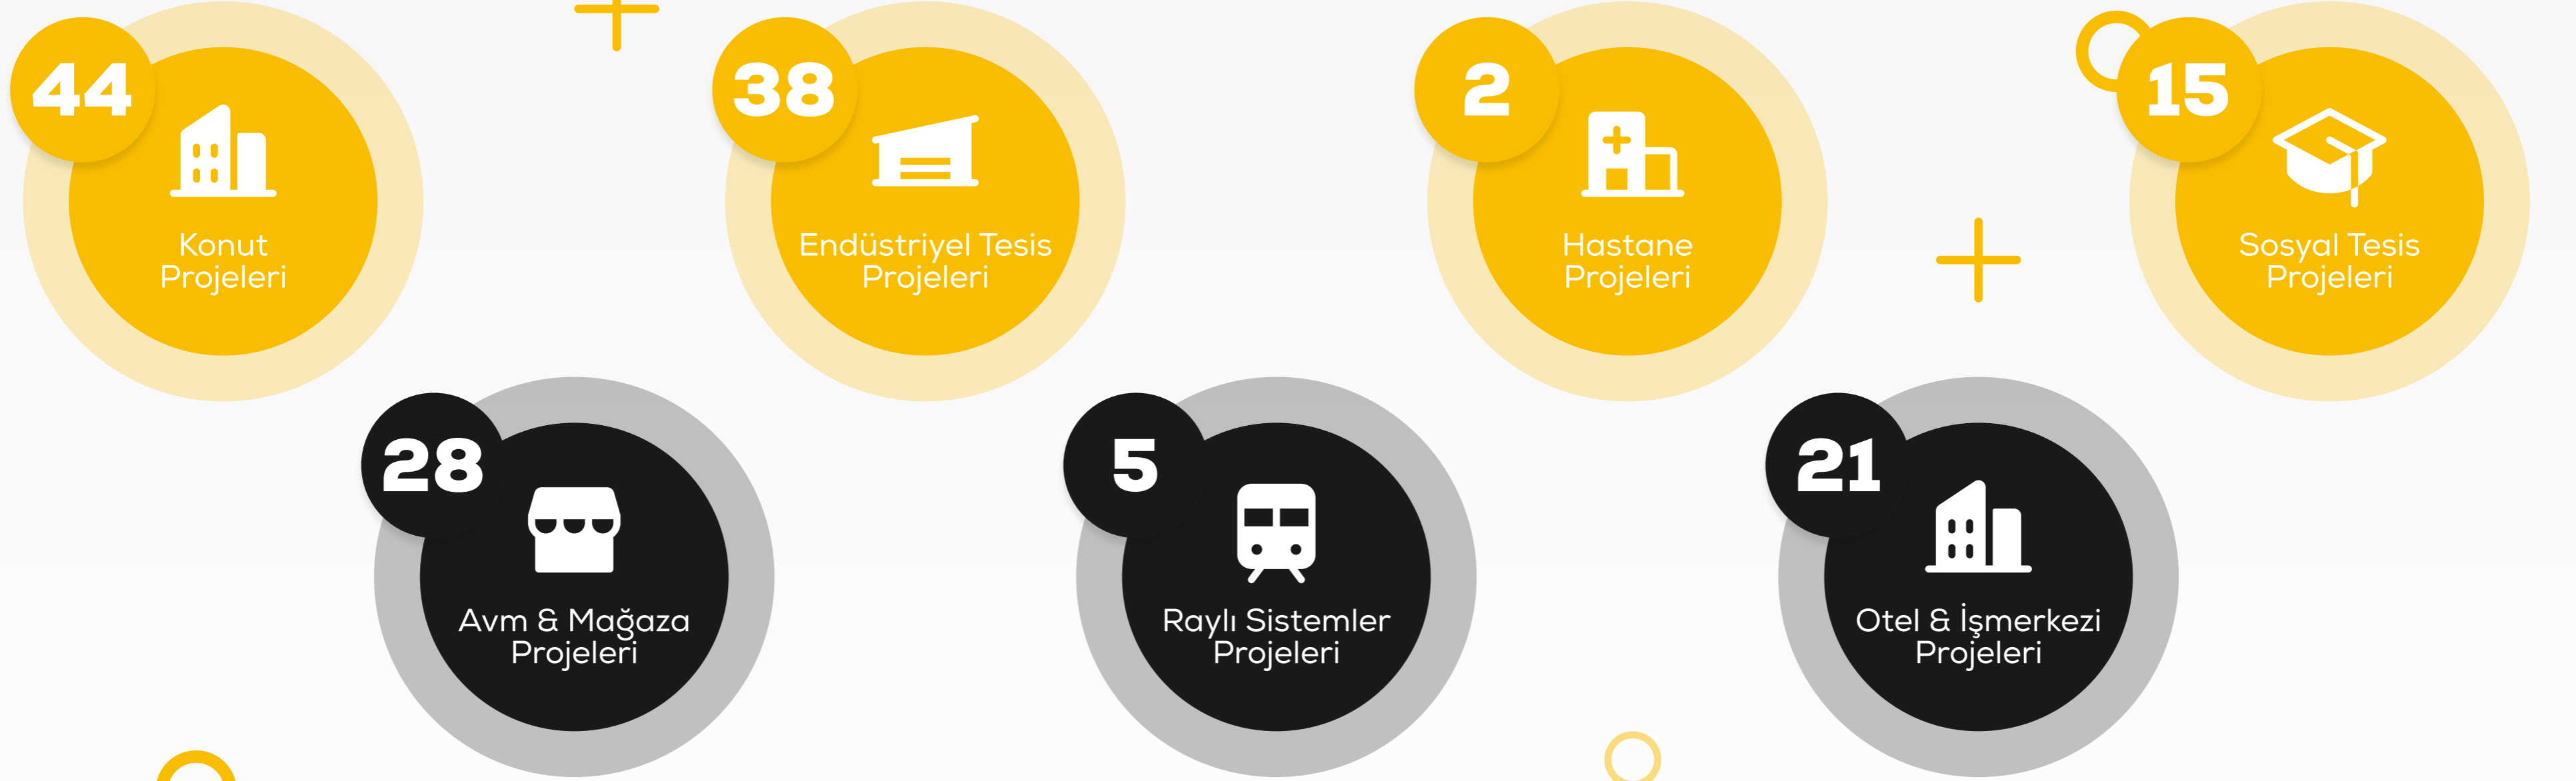 44
Konut
Projeleri
38
Endüstriyel Tesis
Projeleri
2
Hastane
Projeleri
15
Sosyal Tesis
Projeleri
28
Avm & Mağaza
Projeleri
5
Raylı Sistemler
Projeleri
21
Otel & İşmerkezi
Projeleri